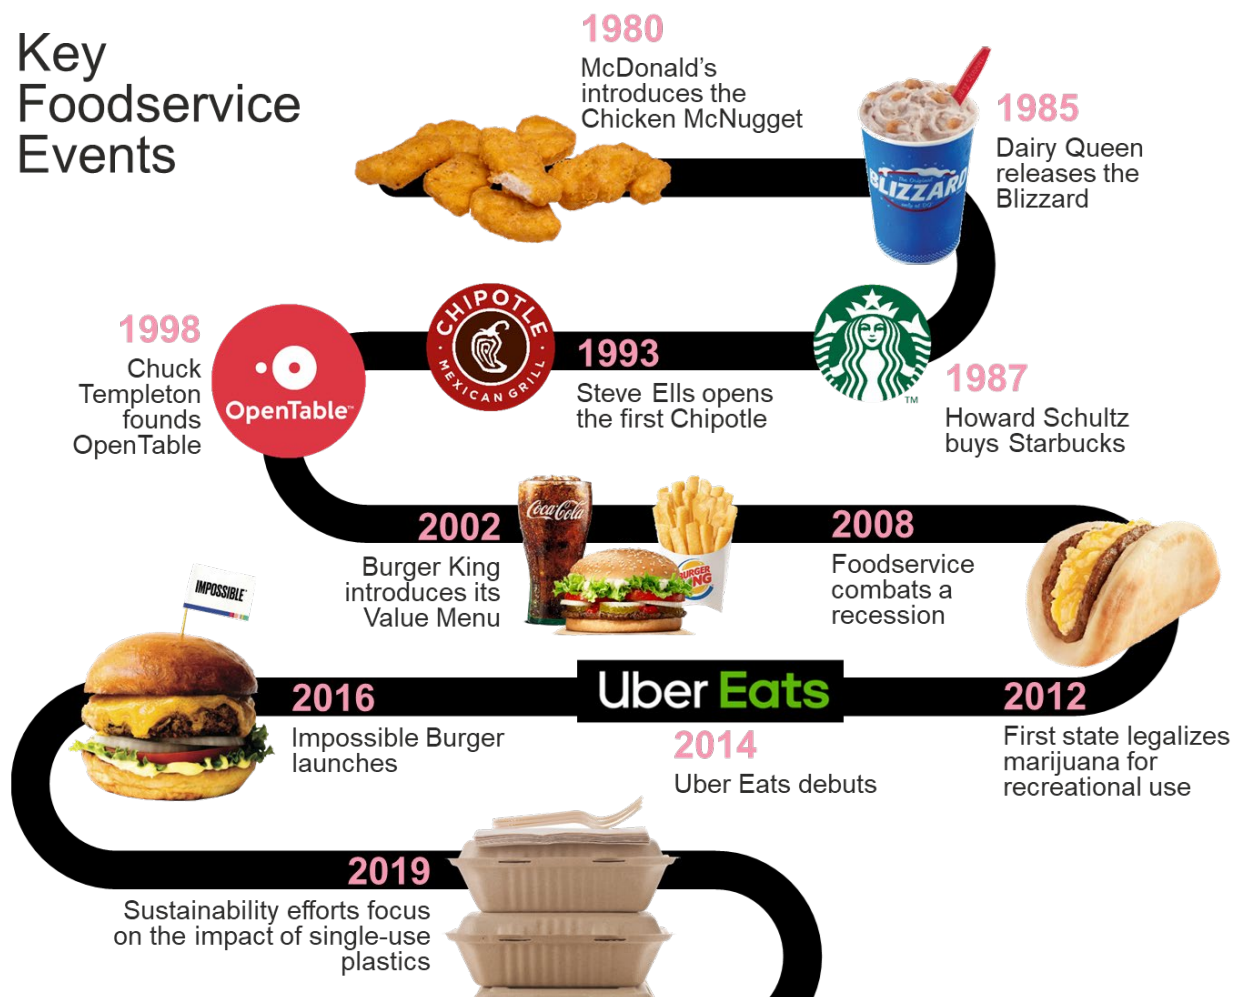 Key
Foodservice
Events
1980
McDonald's
introduces the
Chicken McNugget
1985
Dairy Queen
releases the
Blizzard
BLIZZARD
1998
Chuck
Templeton
founds
OpenTable
OpenTable™
CHIPOTLE
MEXICAN GRILL
1993
Steve Ells opens
the first Chipotle
TM
1987
Howard Schultz
buys Starbucks
2002
Burger King
introduces its
Value Menu
Coca-Cola
BURGER
KING
2008
Foodservice
combats a
recession
IMPOSSIBLE
2016
Impossible Burger
launches
Uber Eats
2014
Uber Eats debuts
2012
First state legalizes
marijuana for
recreational use
2019
Sustainability efforts focus
on the impact of single-use
plastics